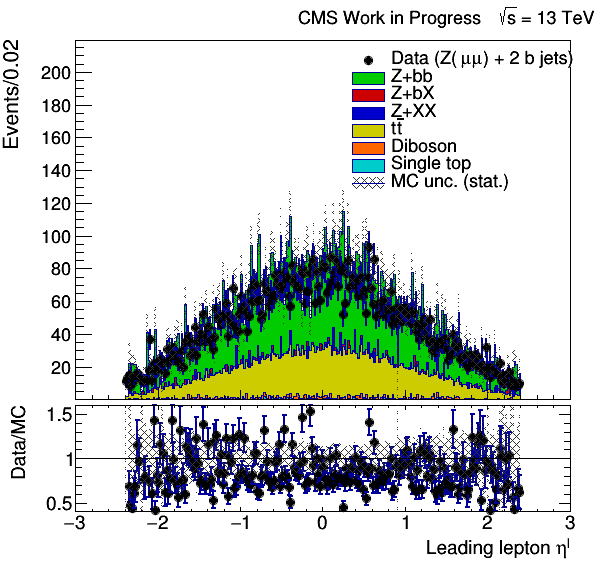 CMS Work in Progress √s = 13 TeV
Events/0.02
200
180
160
140
120
100
80
60
40
20
Data (Z(μμ) + 2 b jets)
Z+bb
Z+bX
Z+XX
tt̄
Diboson
Single top
MC unc. (stat.)
Data/MC
1.5
1
0.5
−3 −2 −1 0 1 2 3
Leading lepton ηˡ